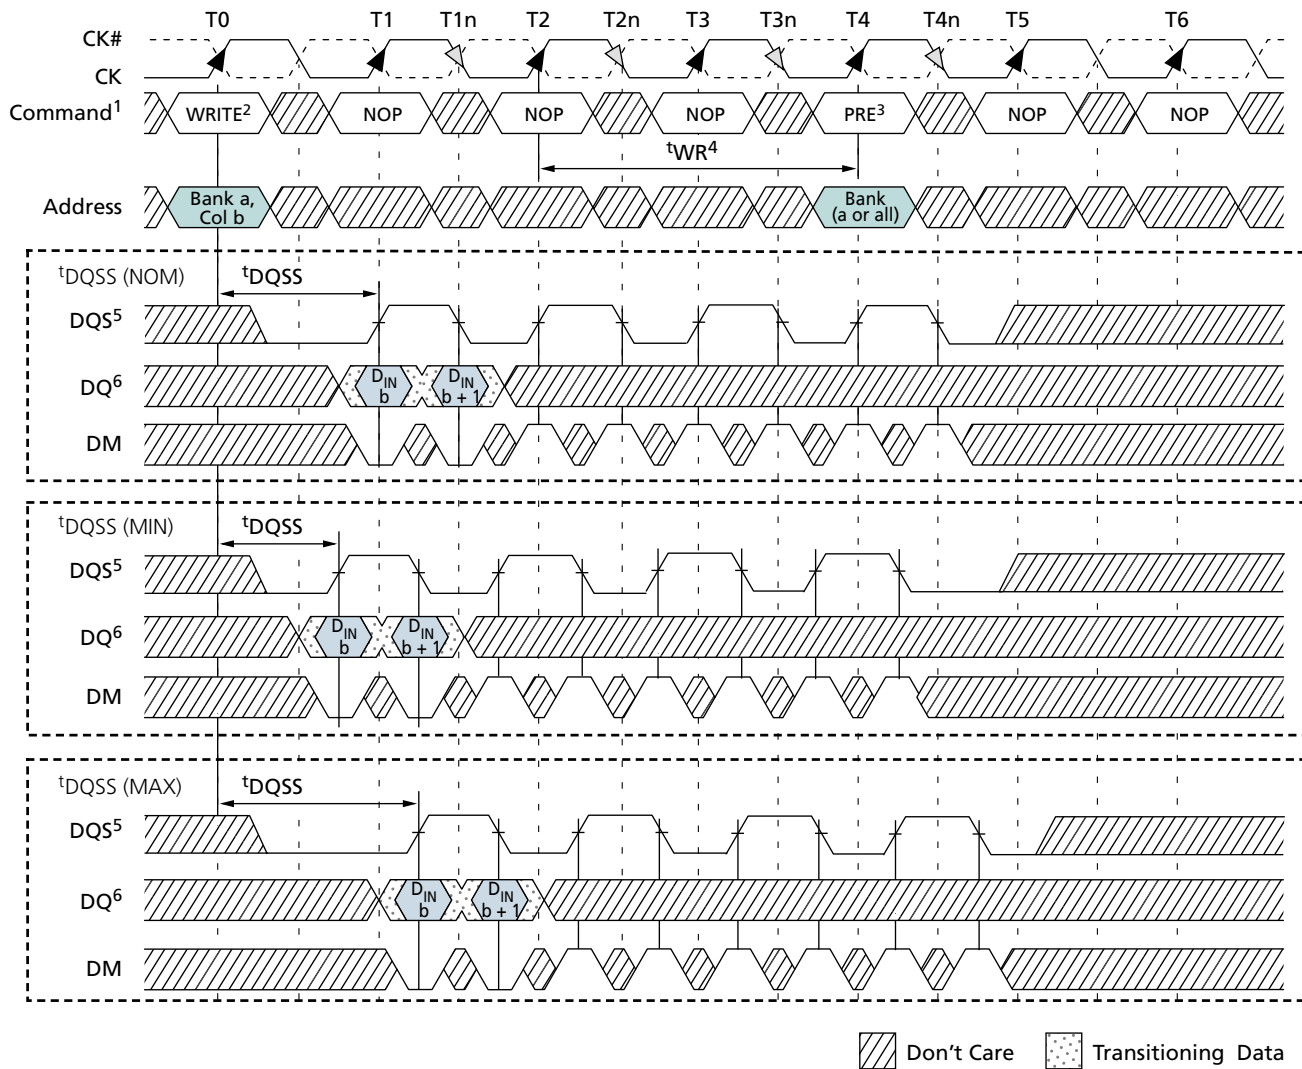 T0 T1 T1n T2 T2n T3 T3n T4 T4n T5 T6
CK#
CK
Command1 WRITE2 NOP NOP NOP PRE3 NOP NOP
tWR4
Address Bank a, Col b Bank (a or all)
tDQSS (NOM) tDQSS
DQS5
DQ6 DIN b DIN b + 1
DM
tDQSS (MIN) tDQSS
DQS5
DQ6 DIN b DIN b + 1
DM
tDQSS (MAX) tDQSS
DQS5
DQ6 DIN b DIN b + 1
DM
Don't Care Transitioning Data